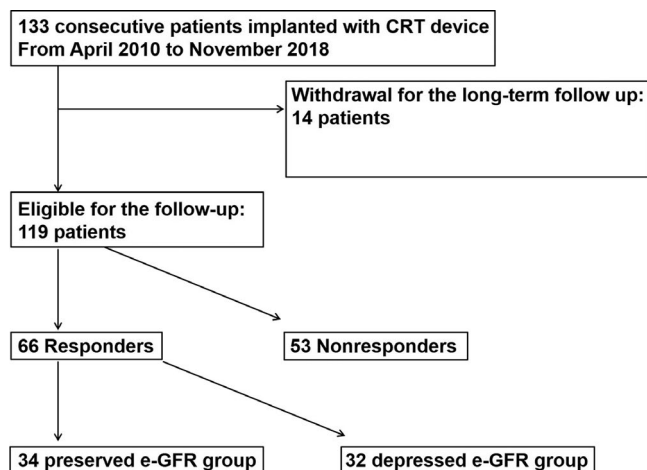 133 consecutive patients implanted with CRT device
From April 2010 to November 2018
Withdrawal for the long-term follow up:
14 patients
Eligible for the follow-up:
119 patients
66 Responders
53 Nonresponders
34 preserved e-GFR group
32 depressed e-GFR group